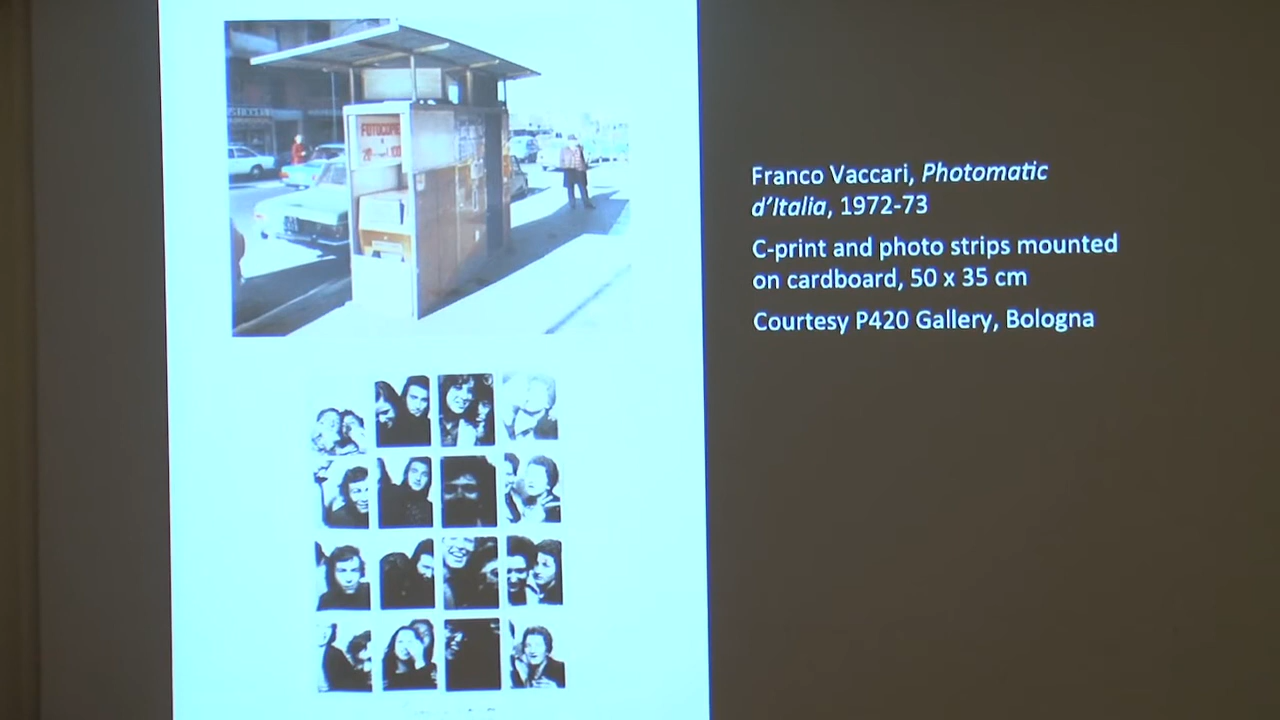 FOTOCOPIE
Franco Vaccari, Photomatic
d’Italia, 1972-73
C-print and photo strips mounted
on cardboard, 50 x 35 cm
Courtesy P420 Gallery, Bologna